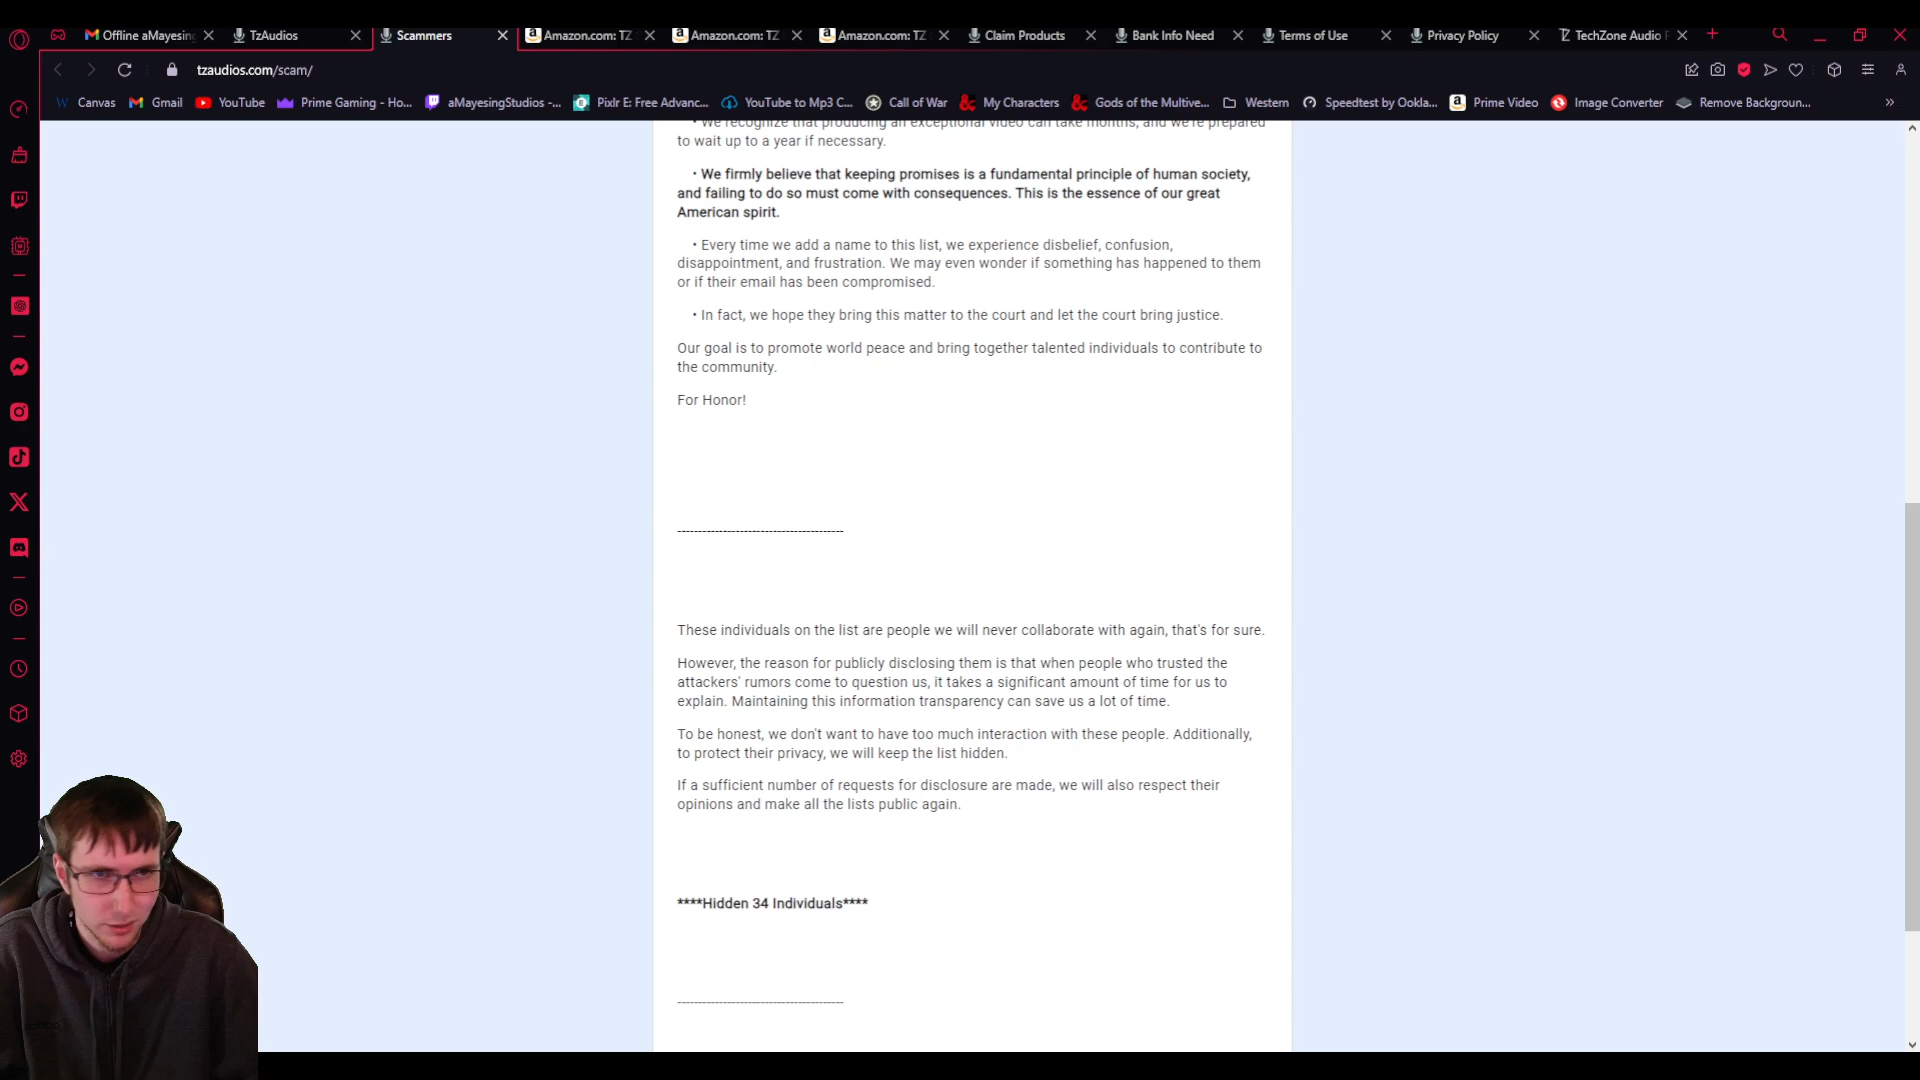 Offline aMayesin
TzAudios
Scammers
Amazon.com: TZ
Amazon.com: TZ
Amazon.com: TZ
Claim Products
Bank Info Need
Terms of Use
Privacy Policy
TechZone Audio
tzaudios.com/scam/
Canvas
Gmail
YouTube
Prime Gaming - Ho...
aMayesingStudios -...
Pixlr E: Free Advanc...
YouTube to Mp3 C...
Call of War
My Characters
Gods of the Multive...
Western
Speedtest by Ookla...
Prime Video
Image Converter
Remove Backgroun...
• We recognize that producing an exceptional video can take months, and we're prepared
to wait up to a year if necessary.
• We firmly believe that keeping promises is a fundamental principle of human society,
and failing to do so must come with consequences. This is the essence of our great
American spirit.
• Every time we add a name to this list, we experience disbelief, confusion,
disappointment, and frustration. We may even wonder if something has happened to them
or if their email has been compromised.
• In fact, we hope they bring this matter to the court and let the court bring justice.
Our goal is to promote world peace and bring together talented individuals to contribute to
the community.
For Honor!
----------------------------------------
These individuals on the list are people we will never collaborate with again, that's for sure.
However, the reason for publicly disclosing them is that when people who trusted the
attackers' rumors come to question us, it takes a significant amount of time for us to
explain. Maintaining this information transparency can save us a lot of time.
To be honest, we don't want to have too much interaction with these people. Additionally,
to protect their privacy, we will keep the list hidden.
If a sufficient number of requests for disclosure are made, we will also respect their
opinions and make all the lists public again.
****Hidden 34 Individuals****
----------------------------------------